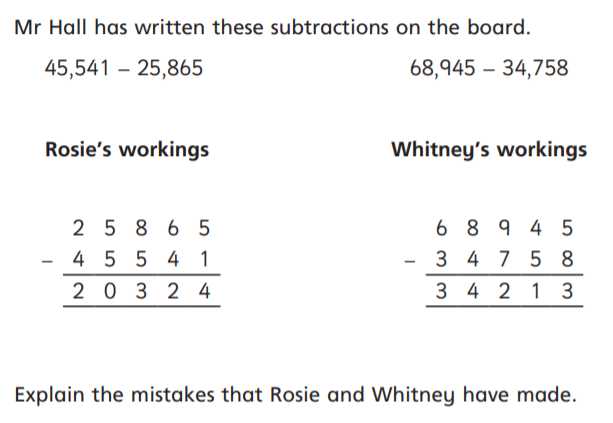 Mr Hall has written these subtractions on the board.
45,541 – 25,865 68,945 – 34,758
Rosie's workings Whitney's workings
2 5 8 6 5 6 8 9 4 5
– 4 5 5 4 1 – 3 4 7 5 8
2 0 3 2 4 3 4 2 1 3
Explain the mistakes that Rosie and Whitney have made.